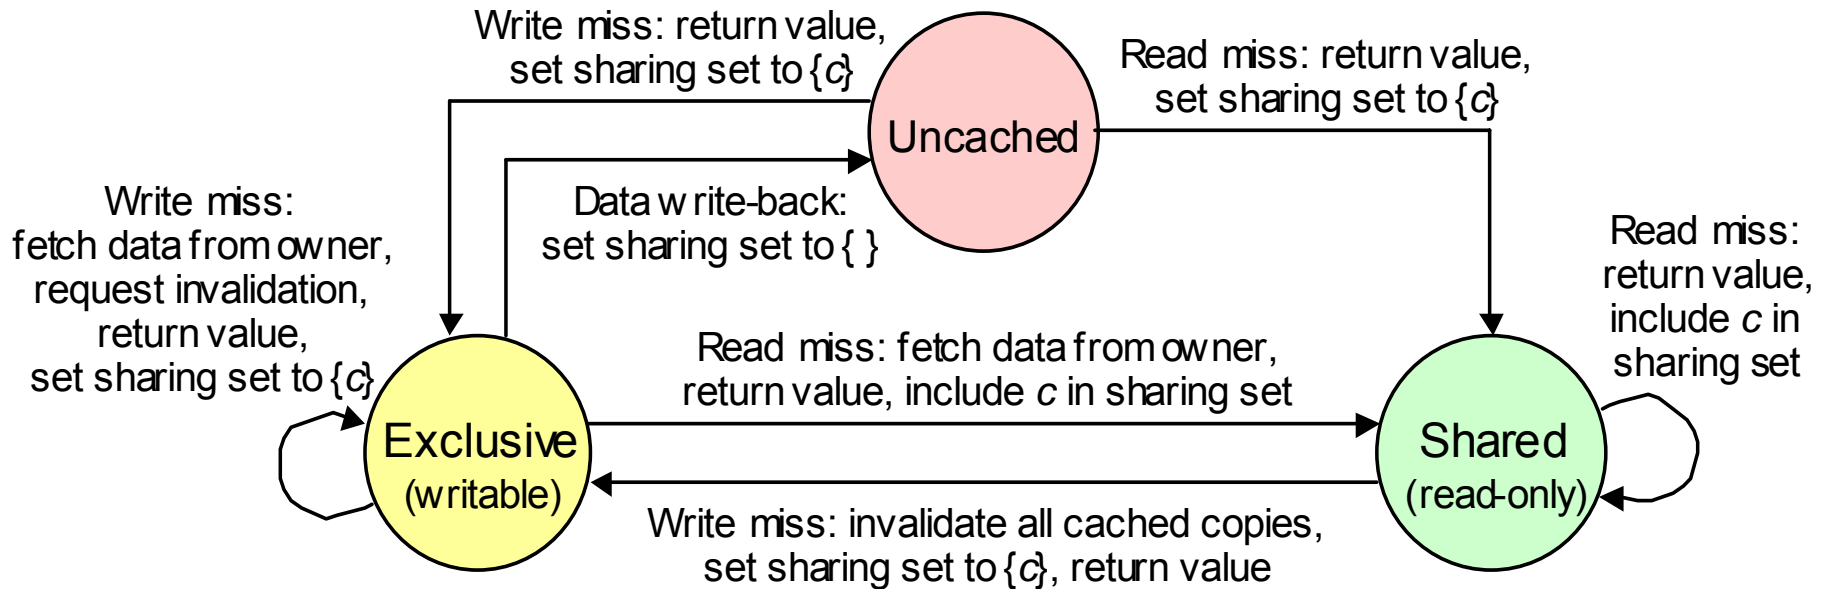 Write miss: return value,
set sharing set to {c}
Uncached
Read miss: return value,
set sharing set to {c}
Data write-back:
set sharing set to { }
Write miss:
fetch data from owner,
request invalidation,
return value,
set sharing set to {c}
Read miss:
return value,
include c in
sharing set
Read miss: fetch data from owner,
return value, include c in sharing set
Exclusive
(writable)
Shared
(read-only)
Write miss: invalidate all cached copies,
set sharing set to {c}, return value